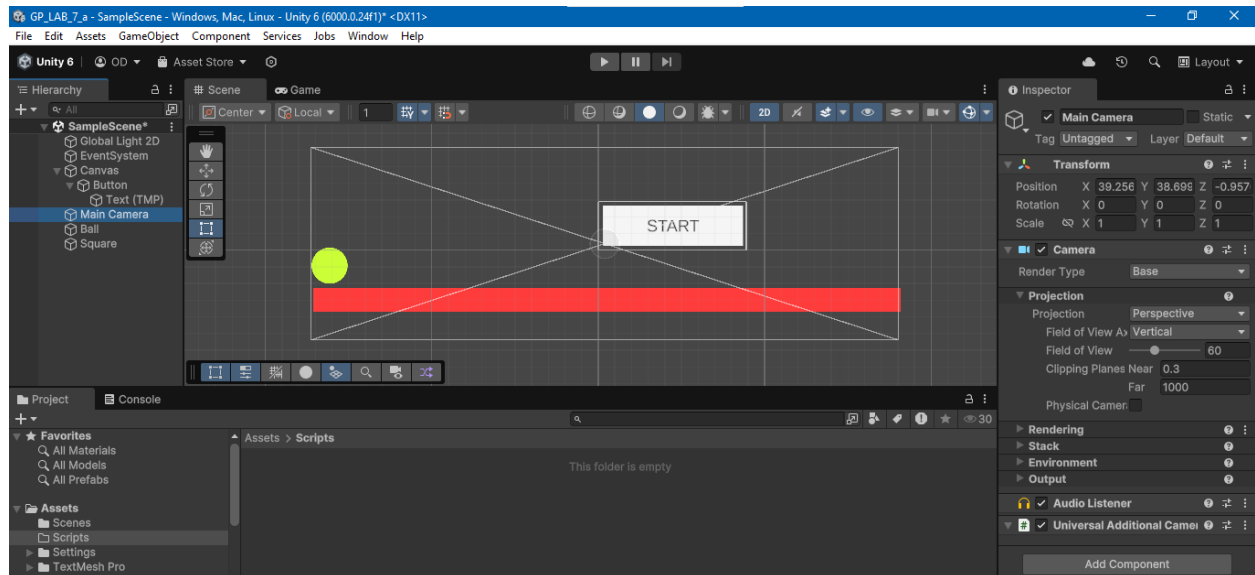 GP_LAB_7_a - SampleScene - Windows, Mac, Linux - Unity 6 (6000.0.24f1)* <DX11>
File Edit Assets GameObject Component Services Jobs Window Help
Unity 6 OD Asset Store Layout
Hierarchy
All
SampleScene*
Global Light 2D
EventSystem
Canvas
Button
Text (TMP)
Main Camera
Ball
Square
Scene Game
Center Local 1 2D
START
Inspector
Main Camera Static
Tag Untagged Layer Default
Transform
Position X 39.256 Y 38.699 Z -0.957
Rotation X 0 Y 0 Z 0
Scale X 1 Y 1 Z 1
Camera
Render Type Base
Projection
Projection Perspective
Field of View Ax Vertical
Field of View 60
Clipping Planes Near 0.3
Far 1000
Physical Camer
Rendering
Stack
Environment
Output
Audio Listener
Universal Additional Camer
Add Component
Project Console
30
Favorites
All Materials
All Models
All Prefabs
Assets
Scenes
Scripts
Settings
TextMesh Pro
Assets > Scripts
This folder is empty